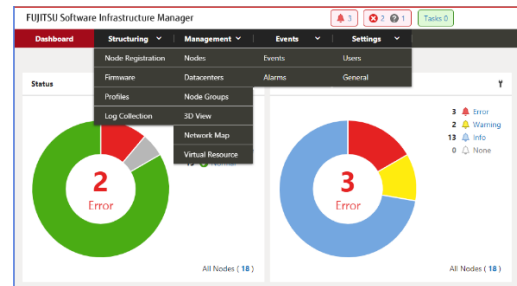 FUJITSU Software Infrastructure Manager
3
2
1
Tasks 0
Dashboard
Structuring
Management
Events
Settings
Node Registration
Nodes
Events
Users
Firmware
Datacenters
Alarms
General
Profiles
Node Groups
Log Collection
3D View
Network Map
Virtual Resource
Status
2
Error
All Nodes ( 18 )
3 Error
2 Warning
13 Info
0 None
3
Error
All Nodes ( 18 )